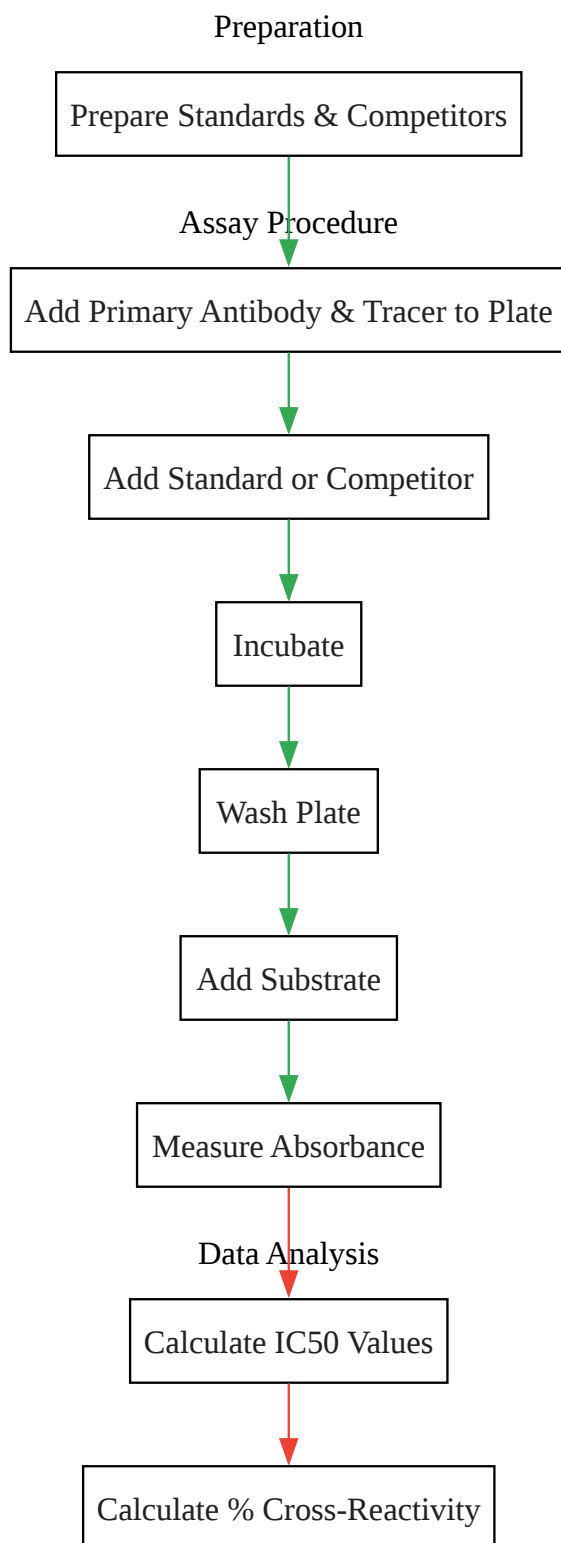 Preparation
Prepare Standards & Competitors
Assay Procedure
Add Primary Antibody & Tracer to Plate
Add Standard or Competitor
Incubate
Wash Plate
Add Substrate
Measure Absorbance
Data Analysis
Calculate IC50 Values
Calculate % Cross-Reactivity